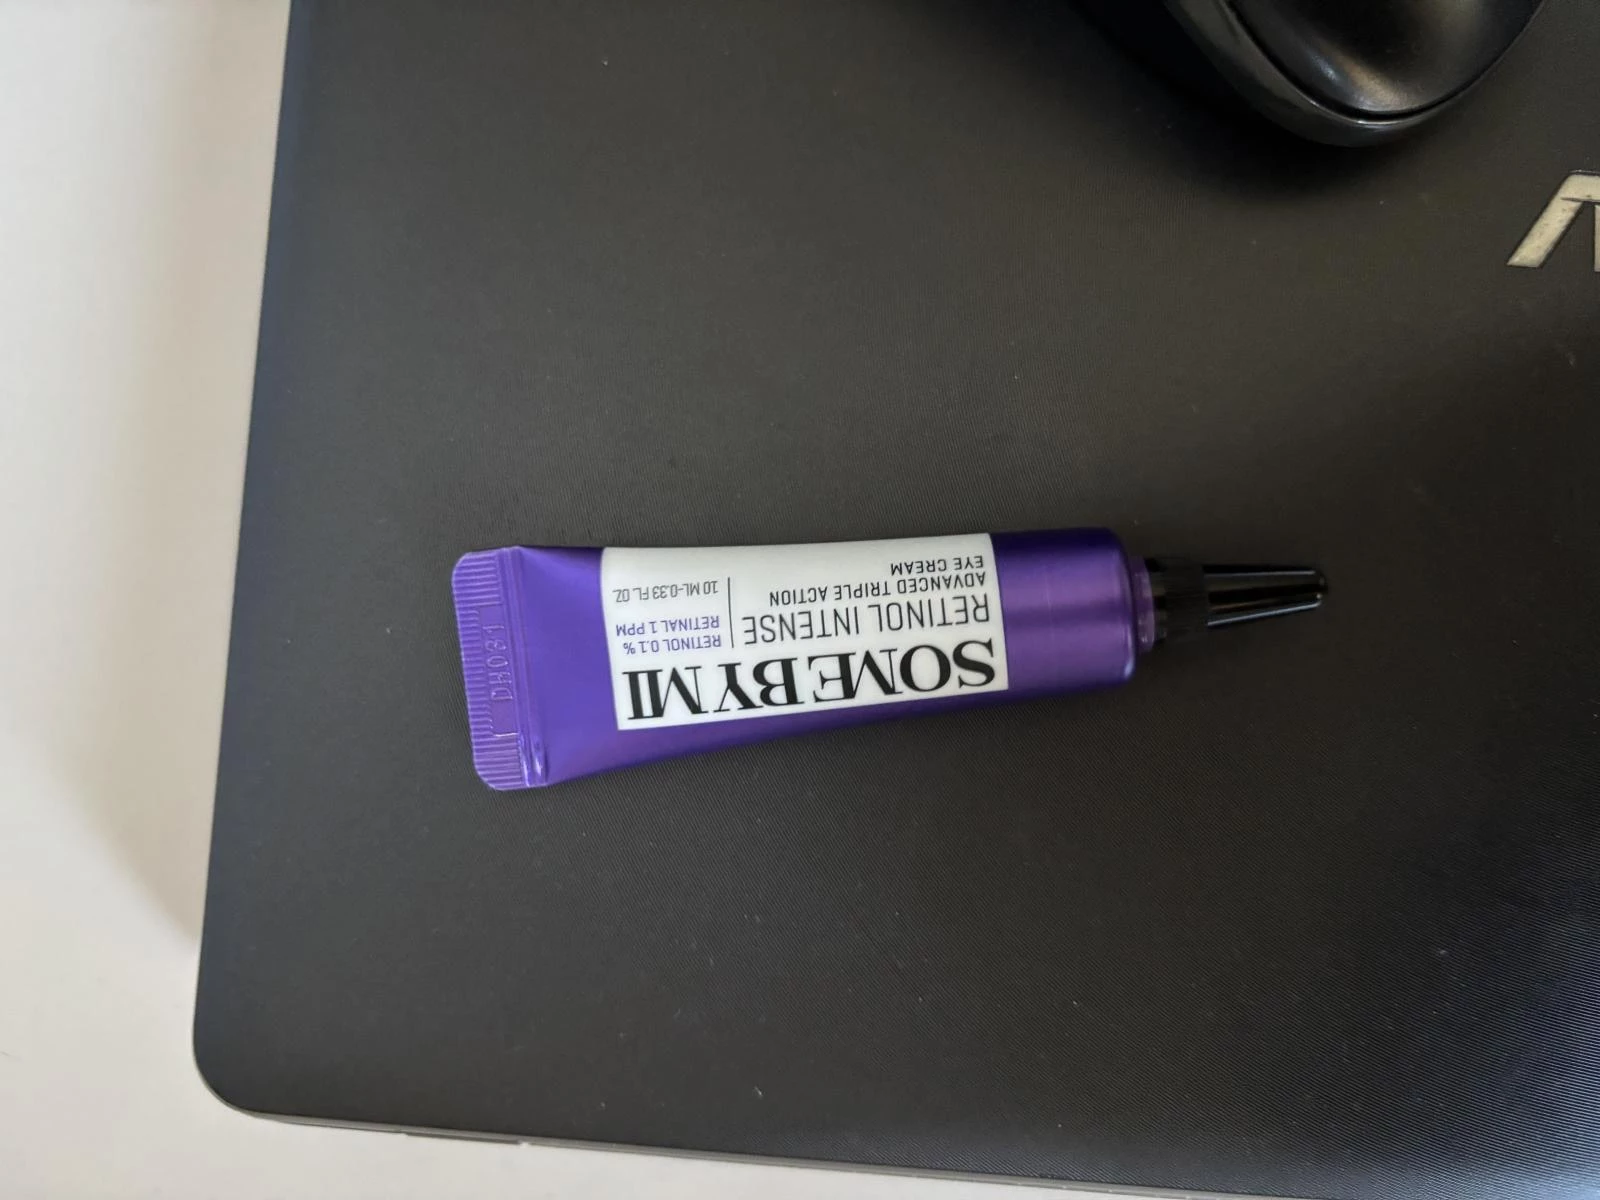 SOME BY MI
RETINOL INTENSE
ADVANCED TRIPLE ACTION
EYE CREAM
RETINOL 0.1%
RETINAL 1 PPM
10 ML-0.33 FL.OZ